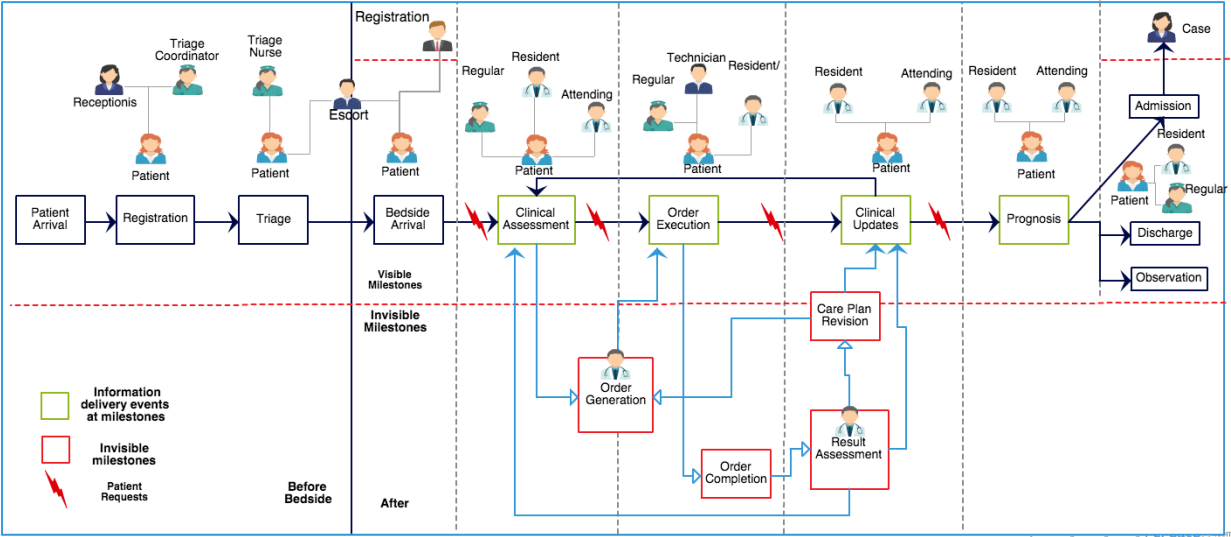 Registration
Case
Triage
Coordinator
Triage
Nurse
Receptionis
Escort
Patient
Patient
Patient
Regular
Resident
Attending
Patient
Technician
Regular
Resident/
Patient
Resident
Attending
Patient
Resident
Attending
Patient
Admission
Resident
Patient
Regular
Patient
Arrival
Registration
Triage
Bedside
Arrival
Clinical
Assessment
Order
Execution
Clinical
Updates
Prognosis
Discharge
Observation
Visible
Milestones
Invisible
Milestones
Care Plan
Revision
Order
Generation
Result
Assessment
Order
Completion
Information
delivery events
at milestones
Invisible
milestones
Patient
Requests
Before
Bedside
After